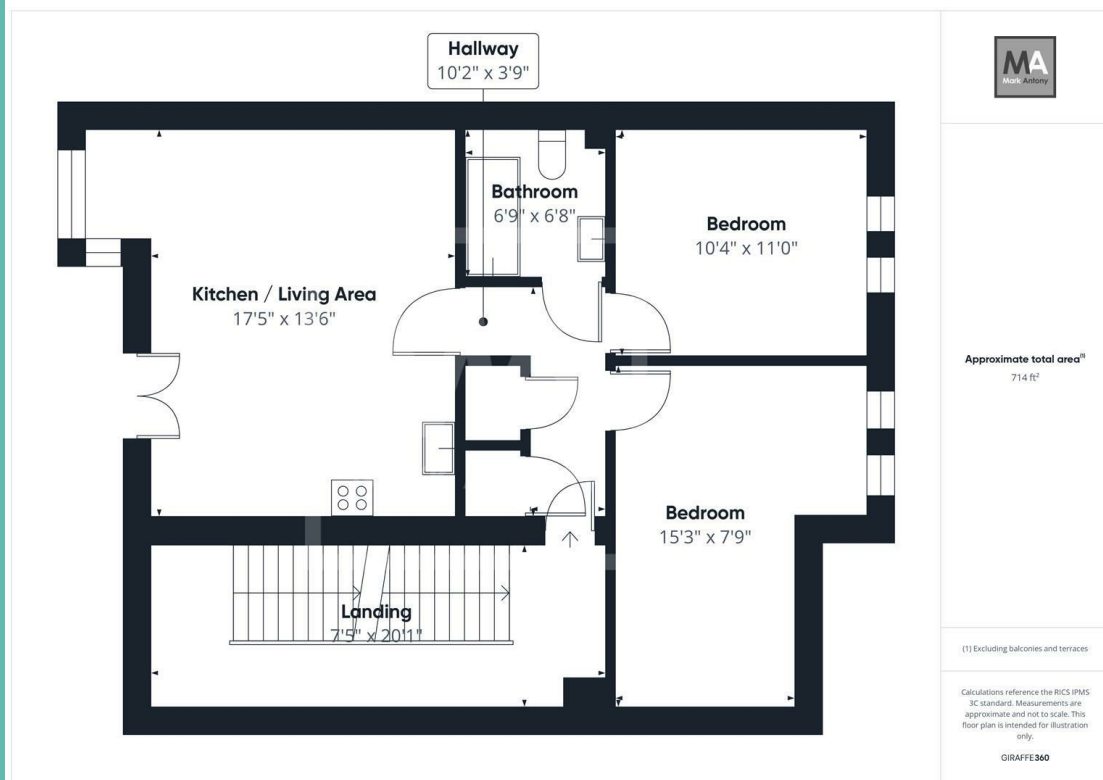 Hallway
10'2" x 3'9"
Bathroom
6'9" x 6'8"
Bedroom
10'4" x 11'0"
Kitchen / Living Area
17'5" x 13'6"
Bedroom
15'3" x 7'9"
Landing
7'5" x 20'1"
MA
Mark Antony
Approximate total area(1)
714 ft²
(1) Excluding balconies and terraces
Calculations reference the RICS IPMS
3C standard. Measurements are
approximate and not to scale. This
floor plan is intended for illustration
only.
GIRAFFE360